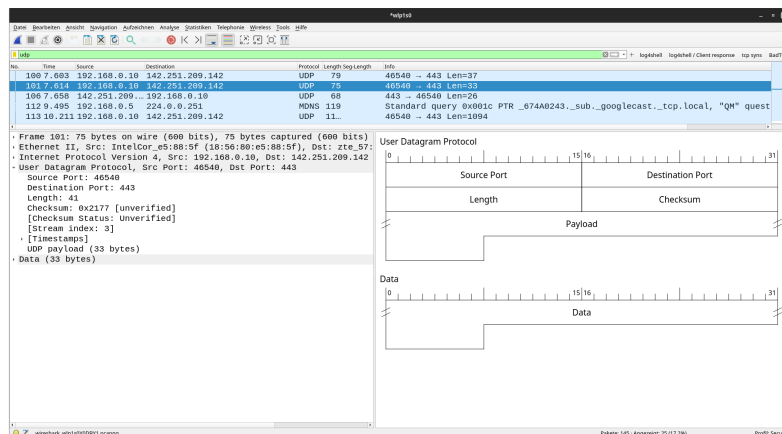 *wlp1s0
Datei Bearbeiten Ansicht Navigation Aufzeichnen Analyse Statistiken Telephonie Wireless Tools Hilfe
udp
log4shell log4shell / Client response tcp syns BadT
No. Time Source Destination Protocol Length Seg-Length Info
100 7.603 192.168.0.10 142.251.209.142 UDP 79 46540 → 443 Len=37
101 7.614 192.168.0.10 142.251.209.142 UDP 75 46540 → 443 Len=33
106 7.658 142.251.209… 192.168.0.10 UDP 68 443 → 46540 Len=26
112 9.495 192.168.0.5 224.0.0.251 MDNS 119 Standard query 0x001c PTR _674A0243._sub._googlecast._tcp.local, "QM" quest
113 10.211 192.168.0.10 142.251.209.142 UDP 11… 46540 → 443 Len=1094
Frame 101: 75 bytes on wire (600 bits), 75 bytes captured (600 bits)
Ethernet II, Src: IntelCor_e5:88:5f (18:56:80:e5:88:5f), Dst: zte_57:
Internet Protocol Version 4, Src: 192.168.0.10, Dst: 142.251.209.142
User Datagram Protocol, Src Port: 46540, Dst Port: 443
Source Port: 46540
Destination Port: 443
Length: 41
Checksum: 0x2177 [unverified]
[Checksum Status: Unverified]
[Stream index: 3]
[Timestamps]
UDP payload (33 bytes)
Data (33 bytes)
User Datagram Protocol
0 15 16 31
Source Port Destination Port
Length Checksum
Payload
Data
0 15 16 31
Data
Pakete: 145 · Angezeigt: 25 (17.2%) Profil: Secu